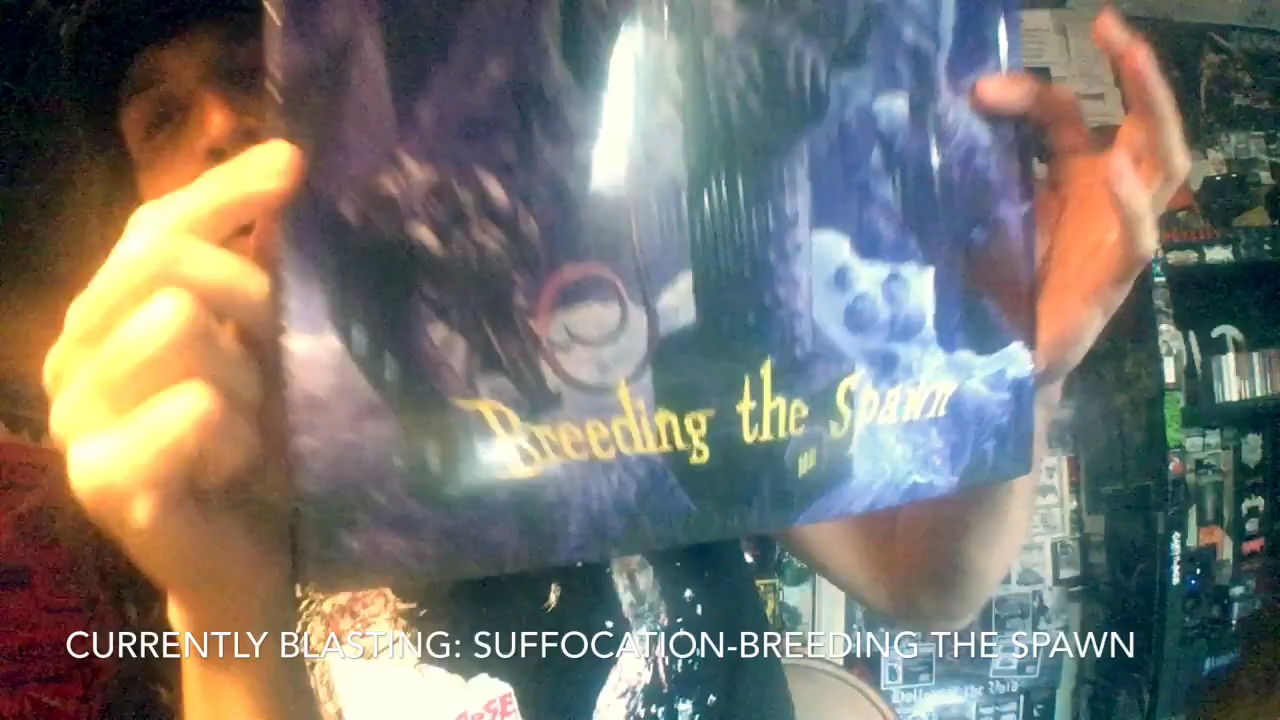 Breeding the Spawn
CURRENTLY BLASTING: SUFFOCATION-BREEDING THE SPAWN